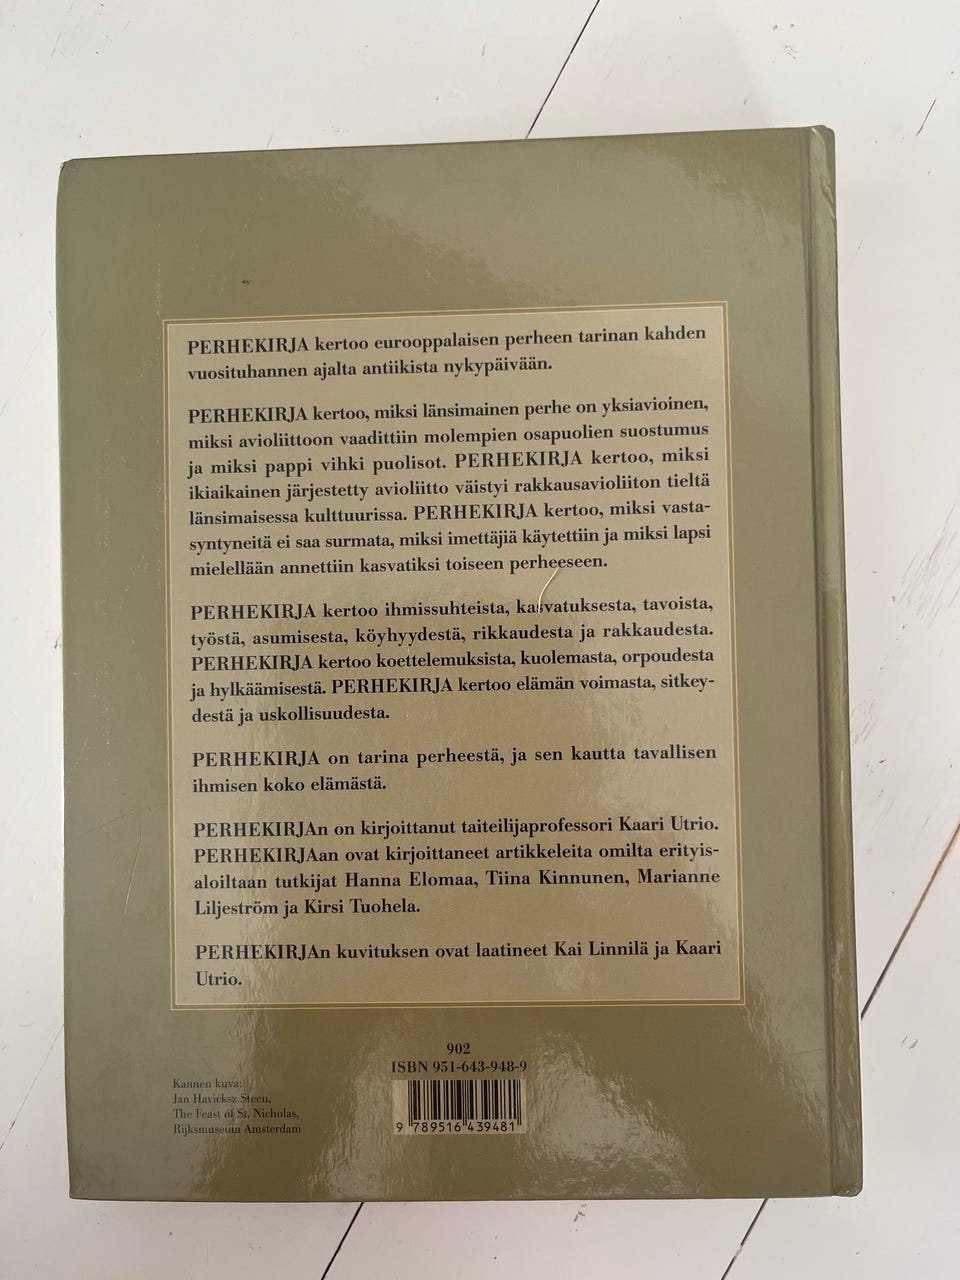 PERHEKIRJA kertoo eurooppalaisen perheen tarinan kahden
vuosituhannen ajalta antiikista nykypäivään.
PERHEKIRJA kertoo, miksi länsimainen perhe on yksiavioinen,
miksi avioliittoon vaadittiin molempien osapuolien suostumus
ja miksi pappi vihki puolisot. PERHEKIRJA kertoo, miksi
ikiaikainen järjestetty avioliitto väistyi rakkausavioliiton tieltä
länsimaisessa kulttuurissa. PERHEKIRJA kertoo, miksi vasta-
syntyneitä ei saa surmata, miksi imettäjiä käytettiin ja miksi lapsi
mielellään annettiin kasvatiksi toiseen perheeseen.
PERHEKIRJA kertoo ihmissuhteista, kasvatuksesta, tavoista,
työstä, asumisesta, köyhyydestä, rikkaudesta ja rakkaudesta.
PERHEKIRJA kertoo koettelemuksista, kuolemasta, orpoudesta
ja hylkäämisestä. PERHEKIRJA kertoo elämän voimasta, sitkey-
destä ja uskollisuudesta.
PERHEKIRJA on tarina perheestä, ja sen kautta tavallisen
ihmisen koko elämästä.
PERHEKIRJAn on kirjoittanut taiteilijaprofessori Kaari Utrio.
PERHEKIRJAan ovat kirjoittaneet artikkeleita omilta erityis-
aloiltaan tutkijat Hanna Elomaa, Tiina Kinnunen, Marianne
Liljeström ja Kirsi Tuohela.
PERHEKIRJAn kuvituksen ovat laatineet Kai Linnilä ja Kaari
Utrio.
902
ISBN 951-643-948-9
9 789516 439481
Kannen kuva:
Jan Havicksz Steen,
The Feast of St. Nicholas,
Rijksmuseum Amsterdam